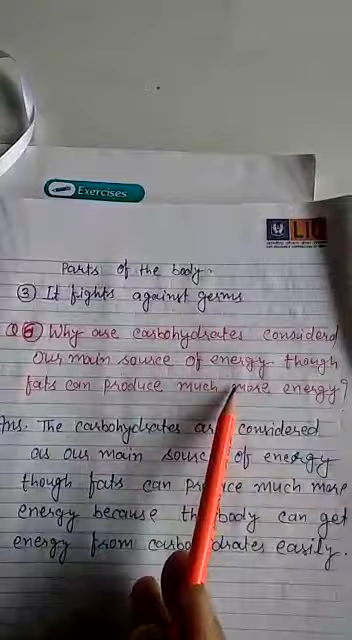 Exercises
LIC
Parts of the body.
③ It fights against germs
Q⑤ Why are carbohydrates considerd
our main source of energy. though
fats can produce much more energy?
Ans. The carbohydrates are considered
as our main source of energy
though fats can produce much more
energy because the body can get
energy from carbohydrates easily.